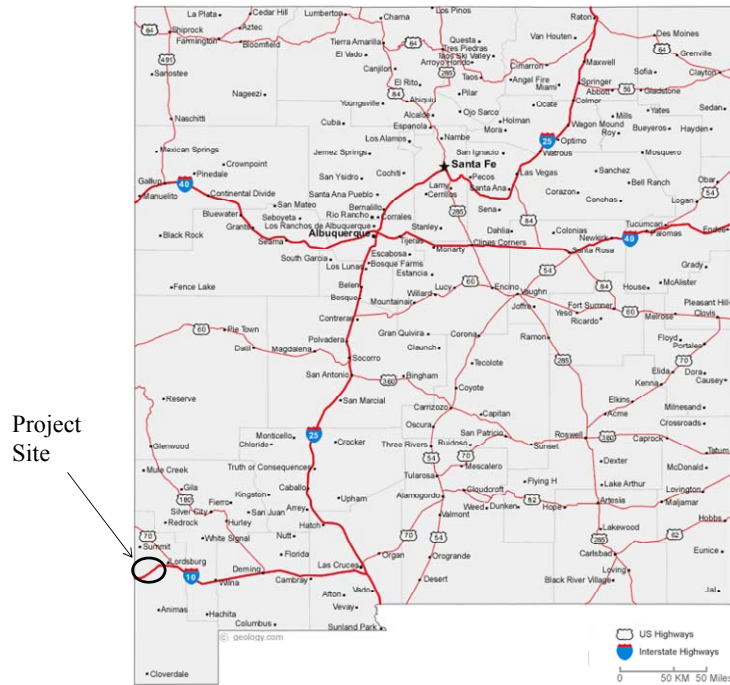 La Plata
Cedar Hill
Lumberton
Chama
Los Pinos
Raton
Shiprock
Aztec
Des Moines
Farmington
Bloomfield
Tierra Amarilla
Questa
Van Houten
Grenville
El Vado
Tres Piedras
Taos Ski Valley
Maxwell
Sanostee
Canjilon
Arroyo Hondo
Cimarron
Sofia
Clayton
Nageezi
El Rito
Taos
Angel Fire
Springer
Miami
Abbott
Gladstone
Youngsville
Abiquiu
Pilar
Ocate
Colmor
Naschitti
Cuba
Alcalde
Ojo Sarco
Holman
Mills
Yates
Sedan
Espanola
Mora
Wagon Mound
Roy
Bueyeros
Hayden
Los Alamos
Nambe
Optimo
Mexican Springs
Jemez Springs
San Ignacio
Watrous
Mosquero
Crownpoint
Santa Fe
Pinedale
San Ysidro
Cochiti
Pecos
Las Vegas
Sanchez
Obar
Gallup
Lamy
Bell Ranch
Manuelito
Continental Divide
Santa Ana Pueblo
Cerrillos
Santa Ana
Corazon
Conchas
San Mateo
Bernalillo
Logan
Bluewater
Seboyeta
Rio Rancho
Corrales
Sena
Los Ranchos de Albuquerque
Stanley
Dahlia
Colonias
Tucumcari
Grants
Albuquerque
Newkirk
Palomas
Endee
Black Rock
Seama
Tijeras
Moriarty
Clines Corners
Santa Rosa
South Garcia
Escabosa
Los Lunas
Bosque Farms
Estancia
Grady
Fence Lake
Belen
Lucy
Encino
House
McAlister
Bosque
Mountainair
Willard
Vaughn
Fort Sumner
Pleasant Hill
Contreras
Joffre
Yeso
Ricardo
Melrose
Clovis
Pie Town
Polvadera
Gran Quivira
Corona
Ramon
Floyd
Portales
Datil
Magdalena
Claunch
Socorro
Tecolote
Elida
Dora
San Antonio
Bingham
Kenna
Causey
Coyote
Reserve
San Marcial
Carrizozo
Capitan
Elkins
Acme
Milnesand
Oscura
Crossroads
Project
Site
Glenwood
Monticello
Chloride
Crocker
Three Rivers
Ruidoso
San Patricio
Sunset
Roswell
Caprock
Tatum
Mule Creek
Truth or Consequences
Tularosa
Mescalero
Dexter
McDonald
Gila
Kingston
Caballo
Cloudcroft
Flying H
Lake Arthur
Lovington
Silver City
Fierro
San Juan
Arrey
Upham
Alamogordo
Weed
Dunken
Hope
Artesia
Maljamar
Redrock
Hurley
Valmont
Hobbs
White Signal
Nutt
Hatch
Lakewood
Summit
Florida
Organ
Orogrande
Carlsbad
Eunice
Lordsburg
Las Cruces
Loving
Wilna
Deming
Cambray
Desert
Black River Village
Jal
Animas
Afton
Vado
Hachita
Vevay
Columbus
Sunland Park
© geology.com
US Highways
Interstate Highways
Cloverdale
0 50 KM 50 Miles